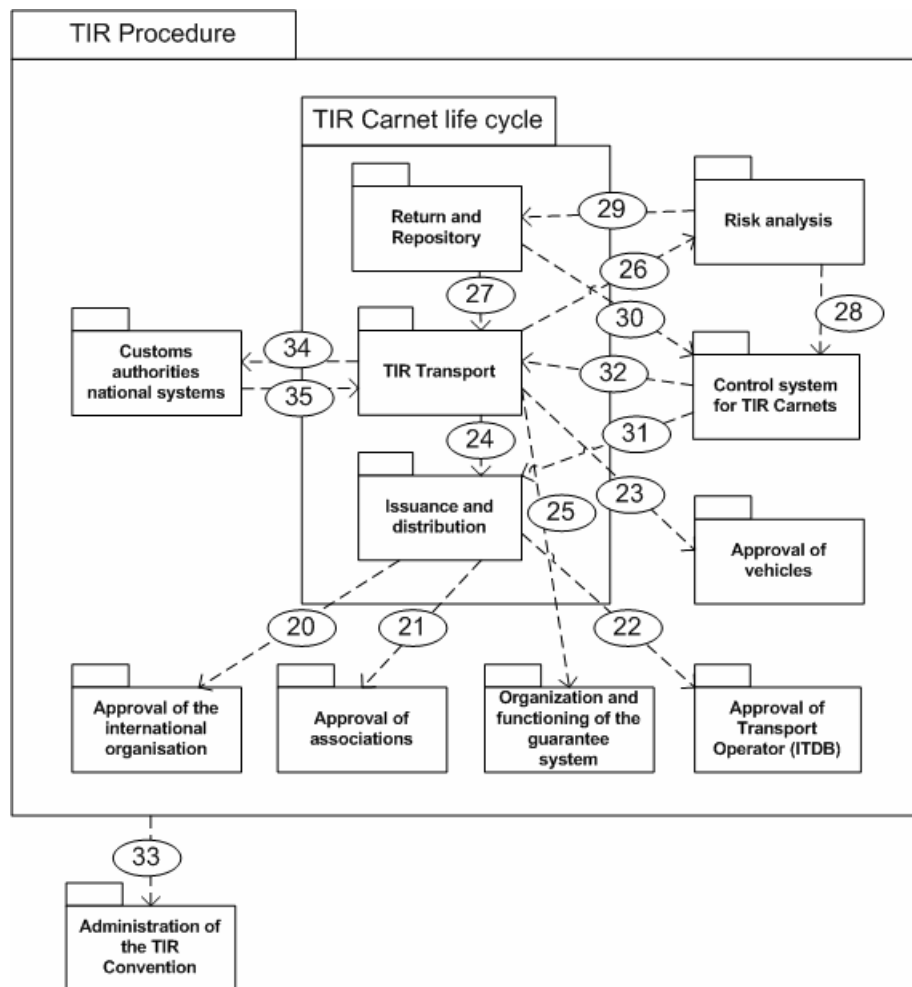 TIR Procedure
TIR Carnet life cycle
Return and
Repository
29
Risk analysis
26
27
30
28
Customs
authorities
national systems
34
35
TIR Transport
32
Control system
for TIR Carnets
31
24
Issuance and
distribution
25
23
Approval of
vehicles
20
21
22
Approval of the
international
organisation
Approval of
associations
Organization and
functioning of the
guarantee
system
Approval of
Transport
Operator (ITDB)
33
Administration of
the TIR
Convention